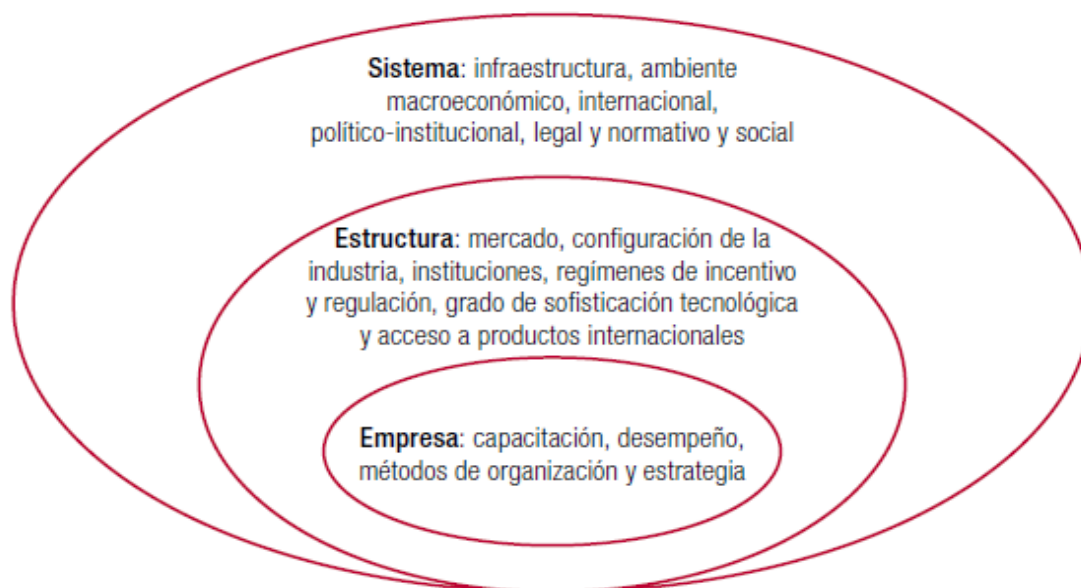 Sistema: infraestructura, ambiente
macroeconómico, internacional,
político-institucional, legal y normativo y social
Estructura: mercado, configuración de la
industria, instituciones, regímenes de incentivo
y regulación, grado de sofisticación tecnológica
y acceso a productos internacionales
Empresa: capacitación, desempeño,
métodos de organización y estrategia